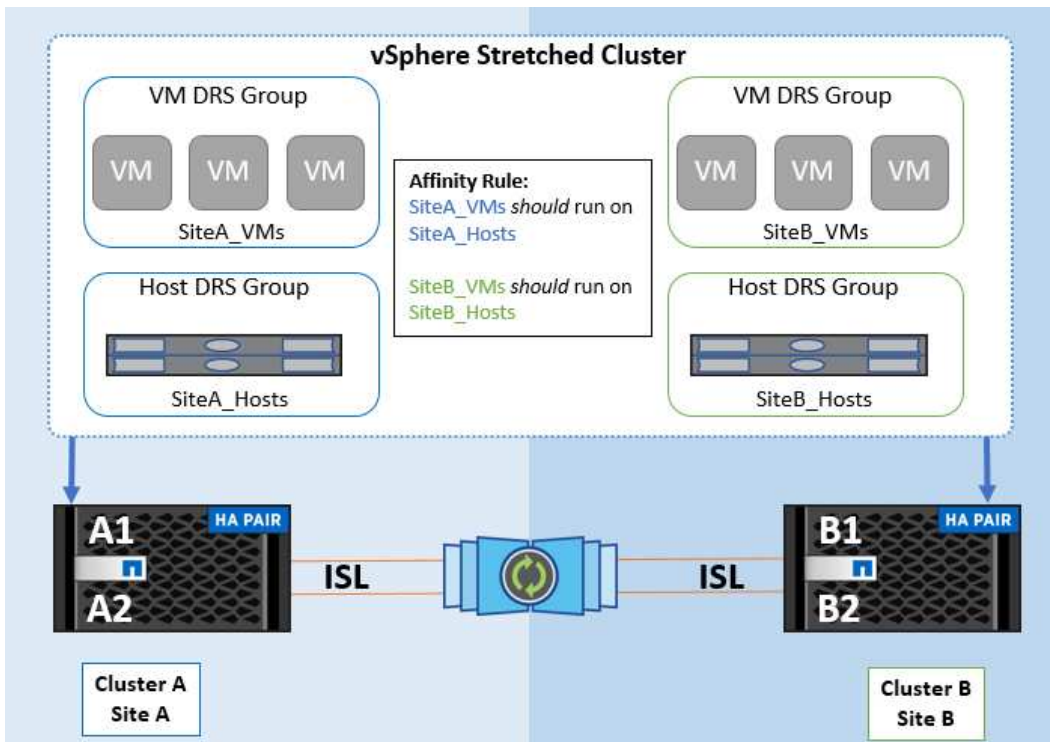 vSphere Stretched Cluster
VM DRS Group
VM VM VM
SiteA_VMs
Host DRS Group
SiteA_Hosts
Affinity Rule:
SiteA_VMs should run on
SiteA_Hosts
SiteB_VMs should run on
SiteB_Hosts
VM DRS Group
VM VM VM
SiteB_VMs
Host DRS Group
SiteB_Hosts
A1
HA PAIR
A2
ISL
ISL
B1
HA PAIR
B2
Cluster A
Site A
Cluster B
Site B